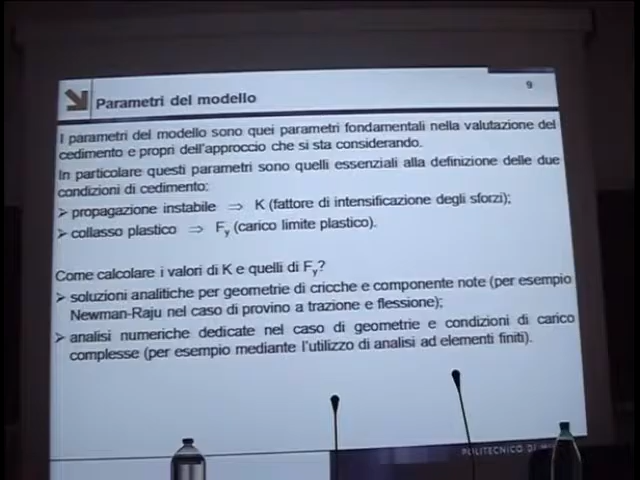 9
Parametri del modello
I parametri del modello sono quei parametri fondamentali nella valutazione del
cedimento e propri dell'approccio che si sta considerando.
In particolare questi parametri sono quelli essenziali alla definizione delle due
condizioni di cedimento:
➢ propagazione instabile ⇒ K (fattore di intensificazione degli sforzi);
➢ collasso plastico ⇒ Fy (carico limite plastico).
Come calcolare i valori di K e quelli di Fy?
➢ soluzioni analitiche per geometrie di cricche e componente note (per esempio
Newman-Raju nel caso di provino a trazione e flessione);
➢ analisi numeriche dedicate nel caso di geometrie e condizioni di carico
complesse (per esempio mediante l'utilizzo di analisi ad elementi finiti).
POLITECNICO DI